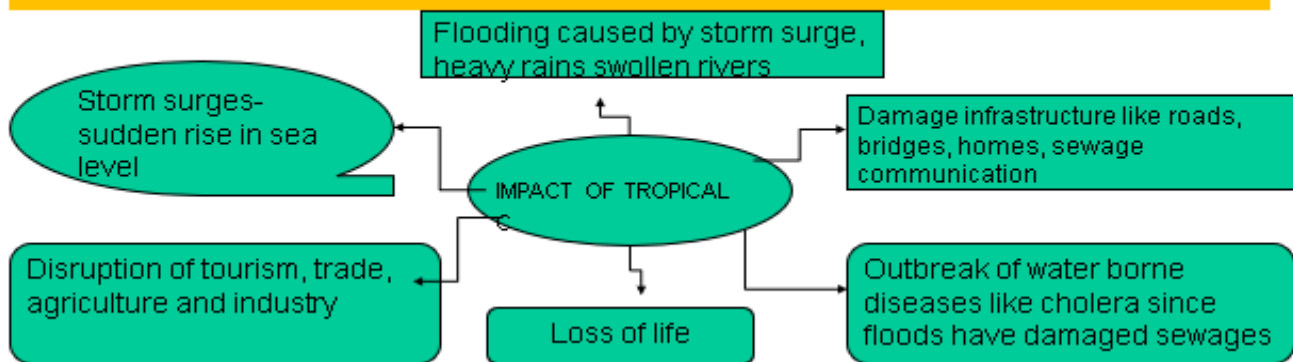 Flooding caused by storm surge,
heavy rains swollen rivers
Storm surges-
sudden rise in sea
level
Damage infrastructure like roads,
bridges, homes, sewage
communication
IMPACT OF TROPICAL
C
Disruption of tourism, trade,
agriculture and industry
Loss of life
Outbreak of water borne
diseases like cholera since
floods have damaged sewages